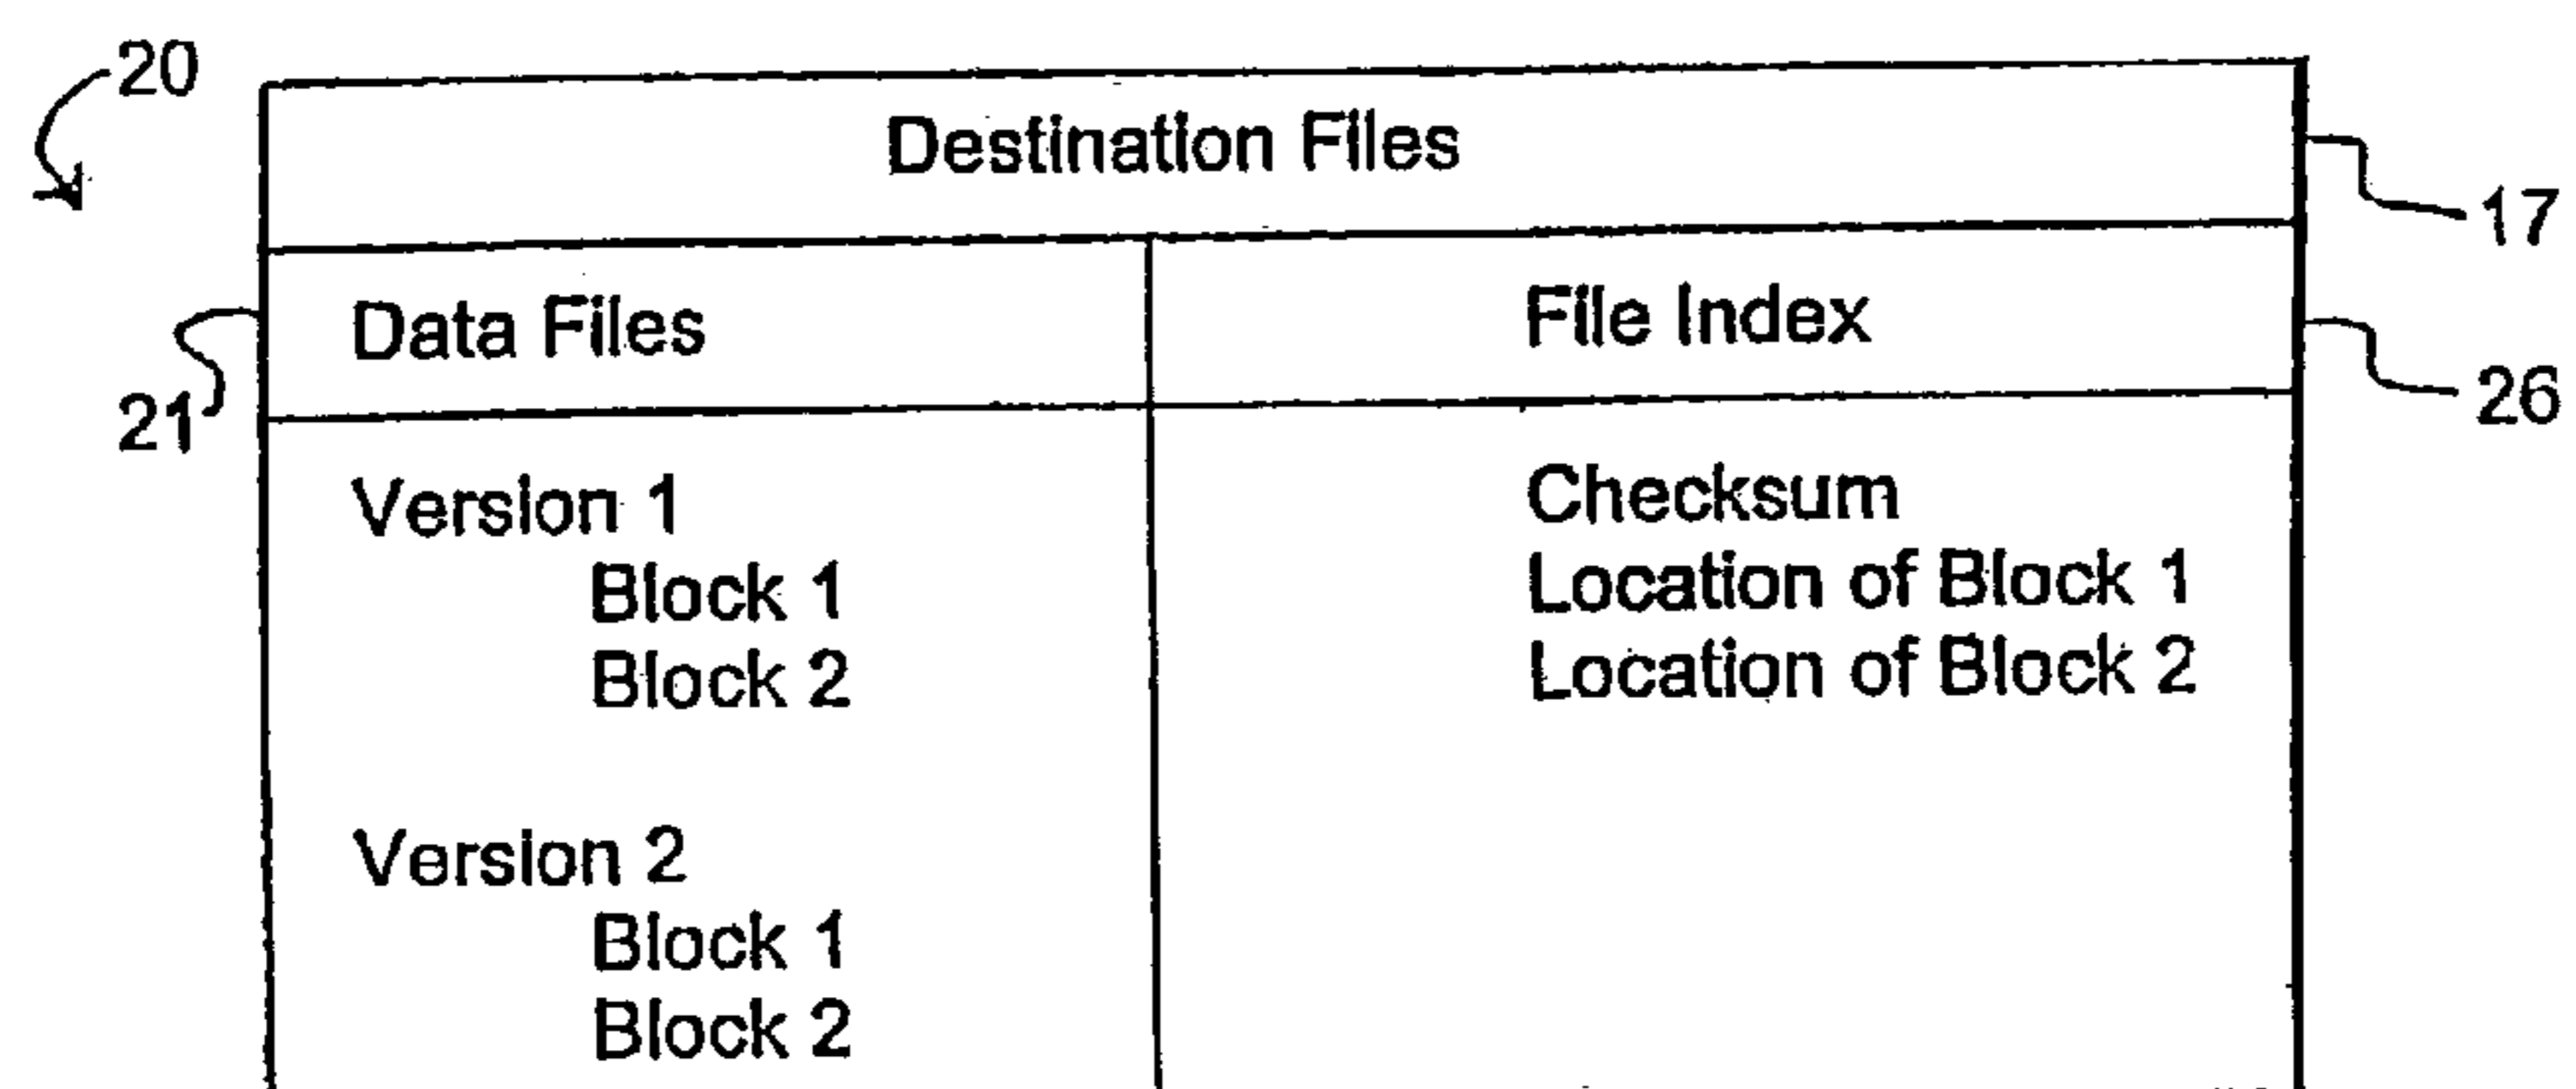 20
Destination Files
17
Data Files
File Index
21
26
Version 1
Block 1
Block 2
Version 2
Block 1
Block 2
Checksum
Location of Block 1
Location of Block 2